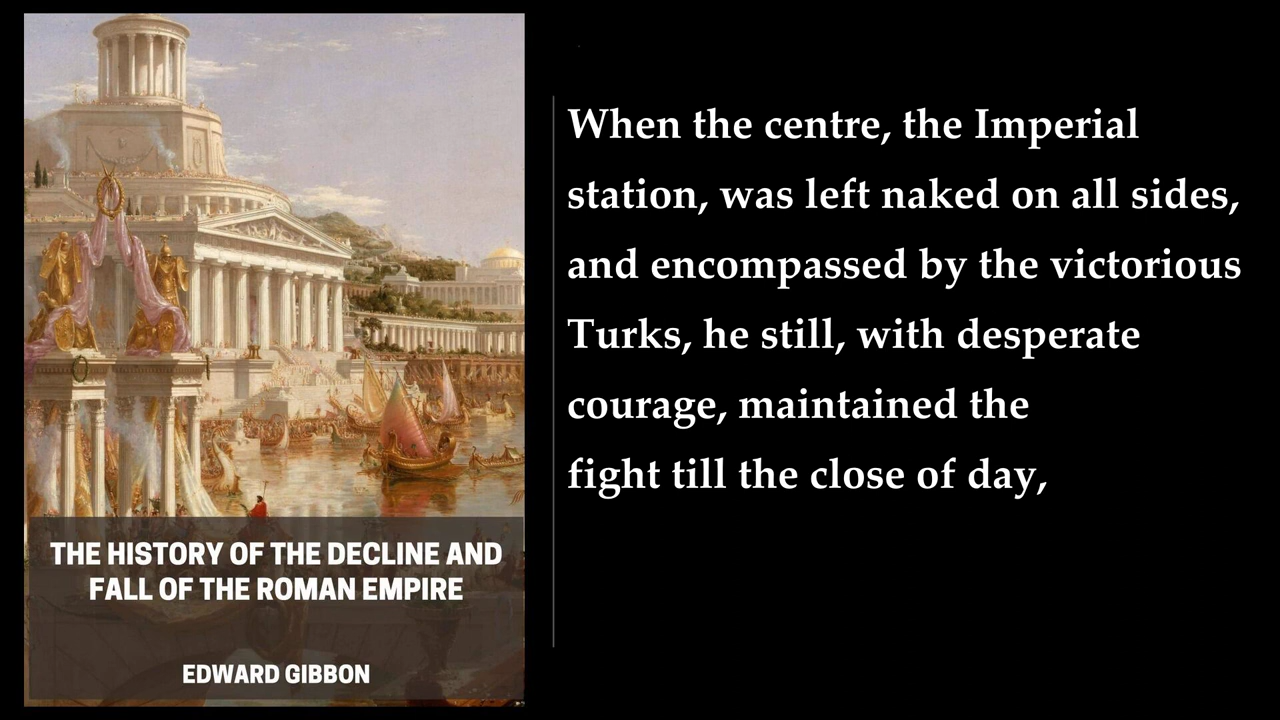 When the centre, the Imperial
station, was left naked on all sides,
and encompassed by the victorious
Turks, he still, with desperate
courage, maintained the
fight till the close of day,
THE HISTORY OF THE DECLINE AND
FALL OF THE ROMAN EMPIRE
EDWARD GIBBON